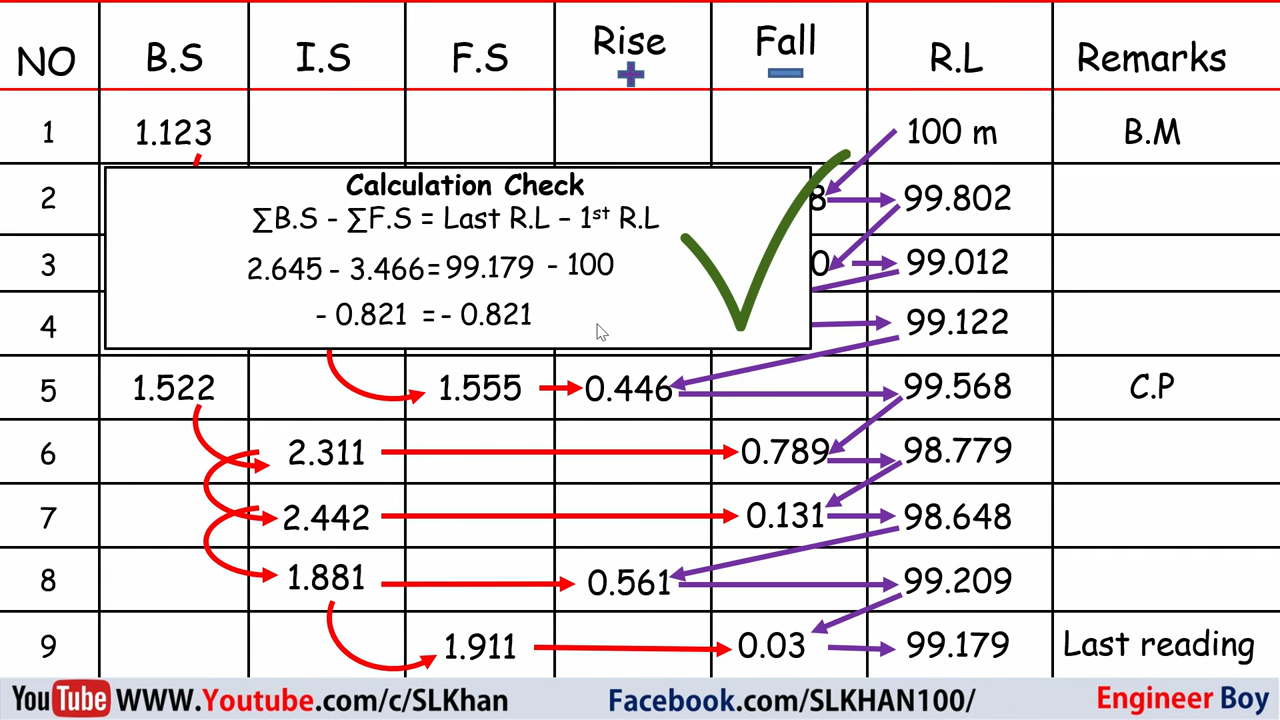 NO B.S I.S F.S Rise Fall R.L Remarks
+ −
1 1.123 100 m B.M
2 8 99.802
3 0 99.012
4 99.122
Calculation Check
∑B.S - ∑F.S = Last R.L – 1st R.L
2.645 - 3.466 = 99.179 - 100
- 0.821 = - 0.821
5 1.522 1.555 0.446 99.568 C.P
6 2.311 0.789 98.779
7 2.442 0.131 98.648
8 1.881 0.561 99.209
9 1.911 0.03 99.179 Last reading
YouTube WWW.Youtube.com/c/SLKhan Facebook.com/SLKHAN100/ Engineer Boy